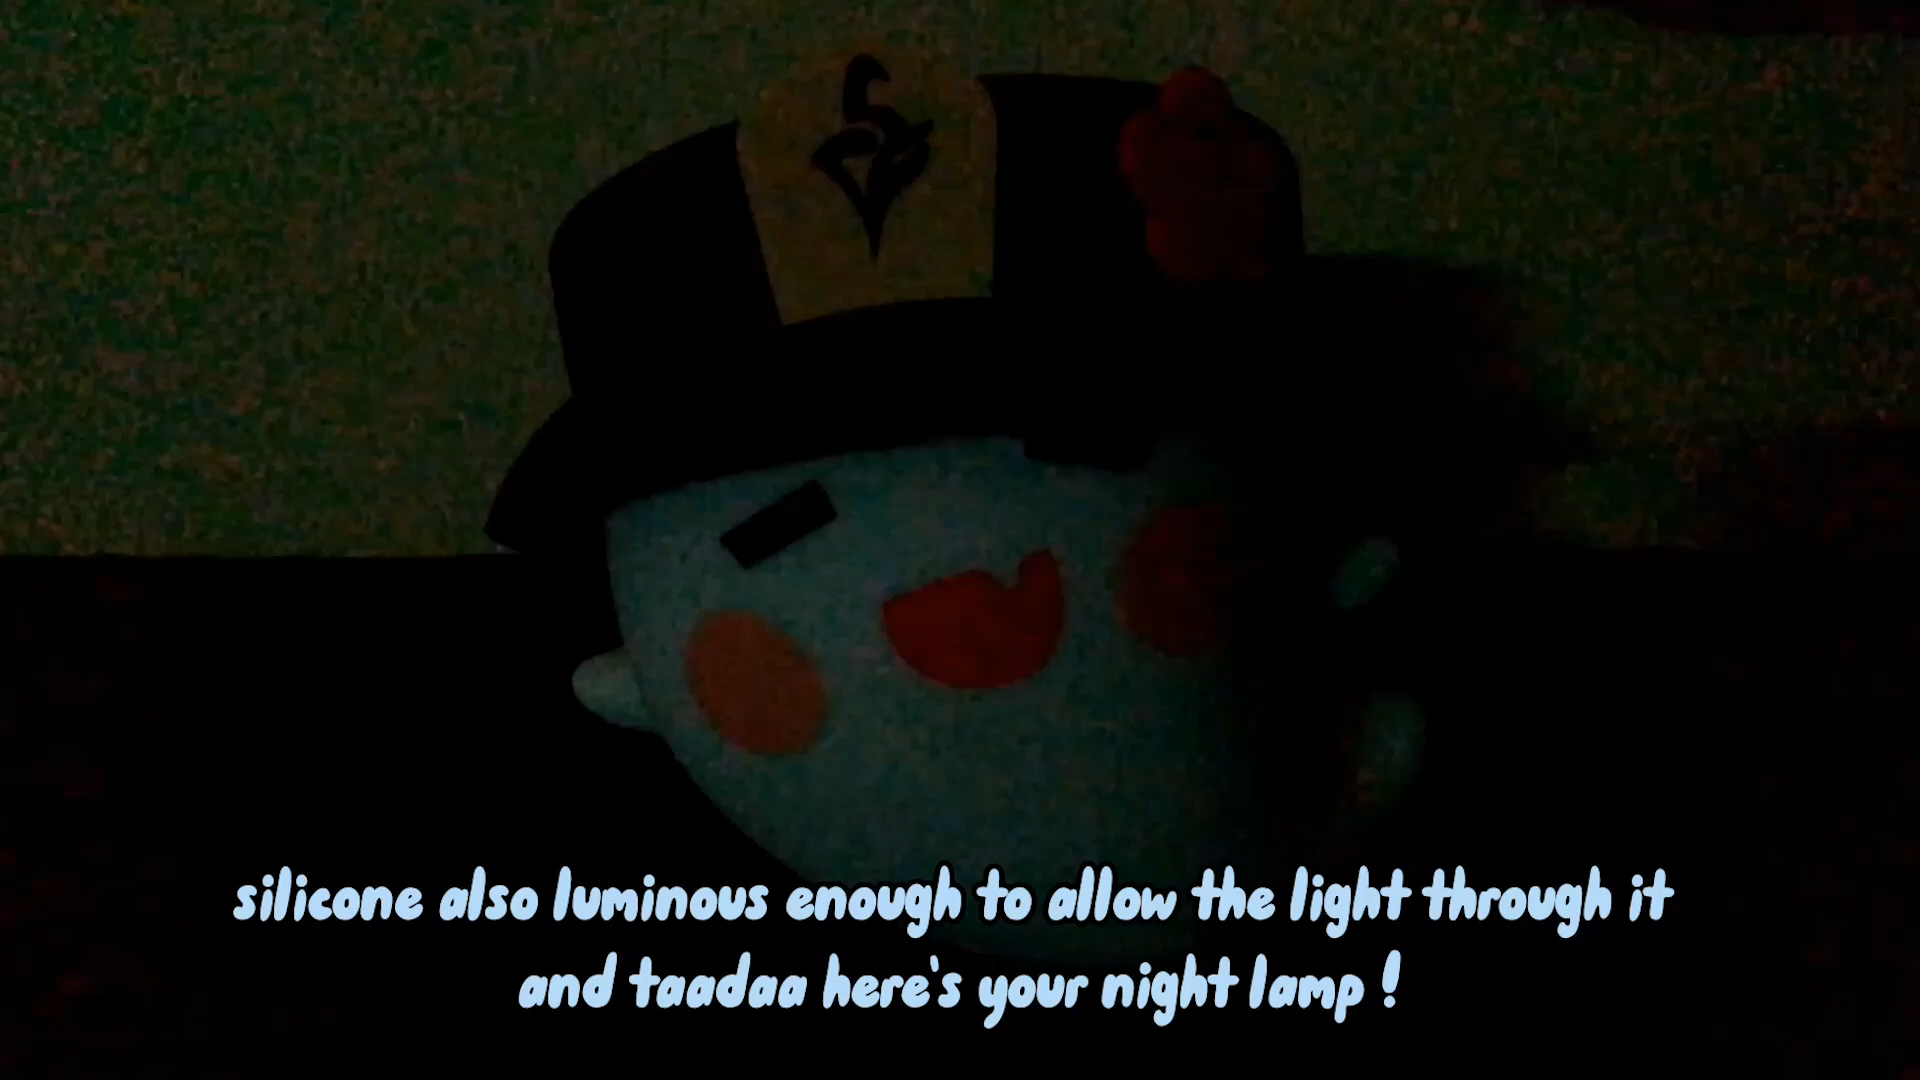 silicone also luminous enough to allow the light through it
and taadaa here's your night lamp !